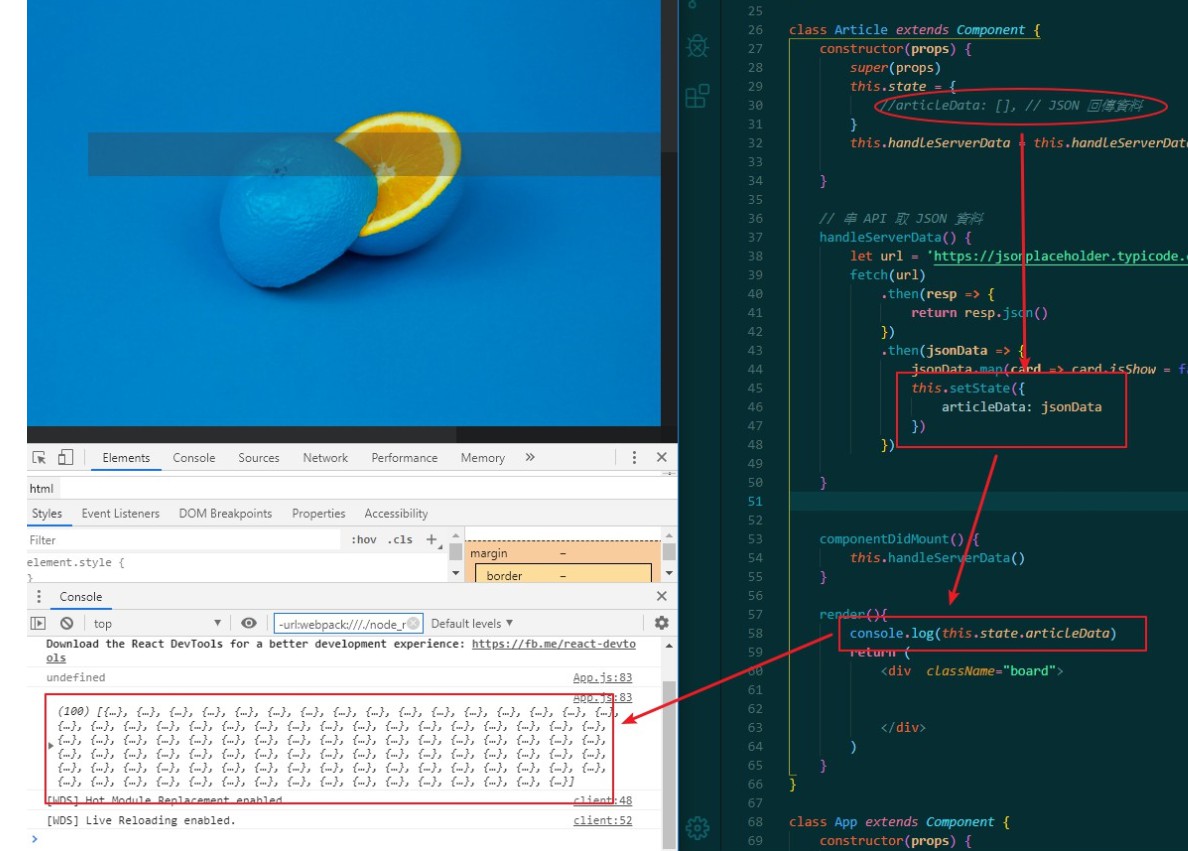 Elements Console Sources Network Performance Memory »
html
Styles Event Listeners DOM Breakpoints Properties Accessibility
Filter :hov .cls +
element.style {
}
margin –
border –
Console
top -url:webpack:///./node_r Default levels ▼
Download the React DevTools for a better development experience: https://fb.me/react-devto
ols
undefined App.js:83
App.js:83
(100) [{…}, {…}, {…}, {…}, {…}, {…}, {…}, {…}, {…}, {…}, {…}, {…}, {…}, {…}, {…}, {…}, {…},
{…}, {…}, {…}, {…}, {…}, {…}, {…}, {…}, {…}, {…}, {…}, {…}, {…}, {…}, {…}, {…}, {…},
{…}, {…}, {…}, {…}, {…}, {…}, {…}, {…}, {…}, {…}, {…}, {…}, {…}, {…}, {…}, {…}, {…},
{…}, {…}, {…}, {…}, {…}, {…}, {…}, {…}, {…}, {…}, {…}, {…}, {…}, {…}, {…}, {…}, {…},
{…}, {…}, {…}, {…}, {…}, {…}, {…}, {…}, {…}, {…}, {…}, {…}, {…}, {…}, {…}, {…}, {…},
{…}, {…}, {…}, {…}, {…}, {…}, {…}, {…}, {…}, {…}, {…}, {…}, {…}, {…}, {…}]
[WDS] Hot Module Replacement enabled. client:48
[WDS] Live Reloading enabled. client:52
25
26 class Article extends Component {
27 constructor(props) {
28 super(props)
29 this.state = {
30 //articleData: [], // JSON 回傳資料
31 }
32 this.handleServerData = this.handleServerDat
33
34 }
35
36 // 串 API 取 JSON 資料
37 handleServerData() {
38 let url = 'https://jsonplaceholder.typicode.
39 fetch(url)
40 .then(resp => {
41 return resp.json()
42 })
43 .then(jsonData => {
44 jsonData.map(card => card.isShow = f
45 this.setState({
46 articleData: jsonData
47 })
48 })
49
50 }
51
52
53 componentDidMount() {
54 this.handleServerData()
55 }
56
57 render(){
58 console.log(this.state.articleData)
59 return (
60 <div className="board">
61
62
63 </div>
64 )
65 }
66 }
67
68 class App extends Component {
69 constructor(props) {